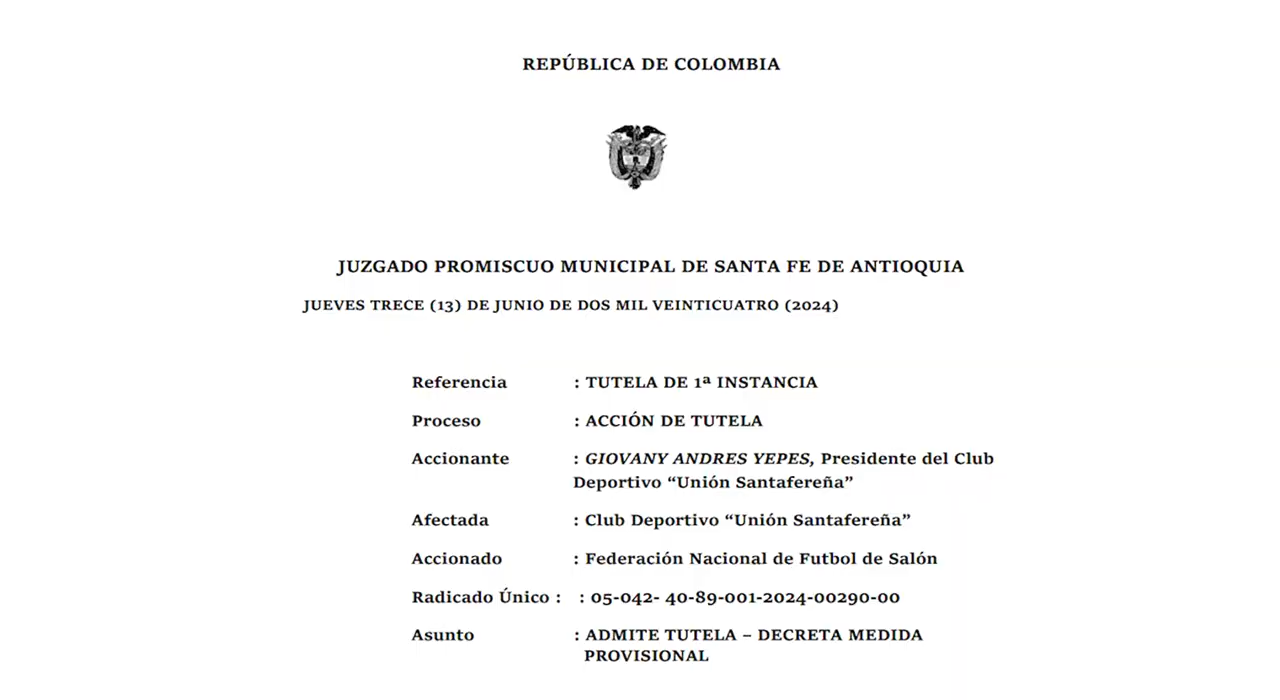 REPÚBLICA DE COLOMBIA
JUZGADO PROMISCUO MUNICIPAL DE SANTA FE DE ANTIOQUIA
JUEVES TRECE (13) DE JUNIO DE DOS MIL VEINTICUATRO (2024)
Referencia : TUTELA DE 1ª INSTANCIA
Proceso : ACCIÓN DE TUTELA
Accionante : GIOVANY ANDRES YEPES, Presidente del Club
Deportivo “Unión Santafereña”
Afectada : Club Deportivo “Unión Santafereña”
Accionado : Federación Nacional de Futbol de Salón
Radicado Único : : 05-042- 40-89-001-2024-00290-00
Asunto : ADMITE TUTELA – DECRETA MEDIDA
PROVISIONAL